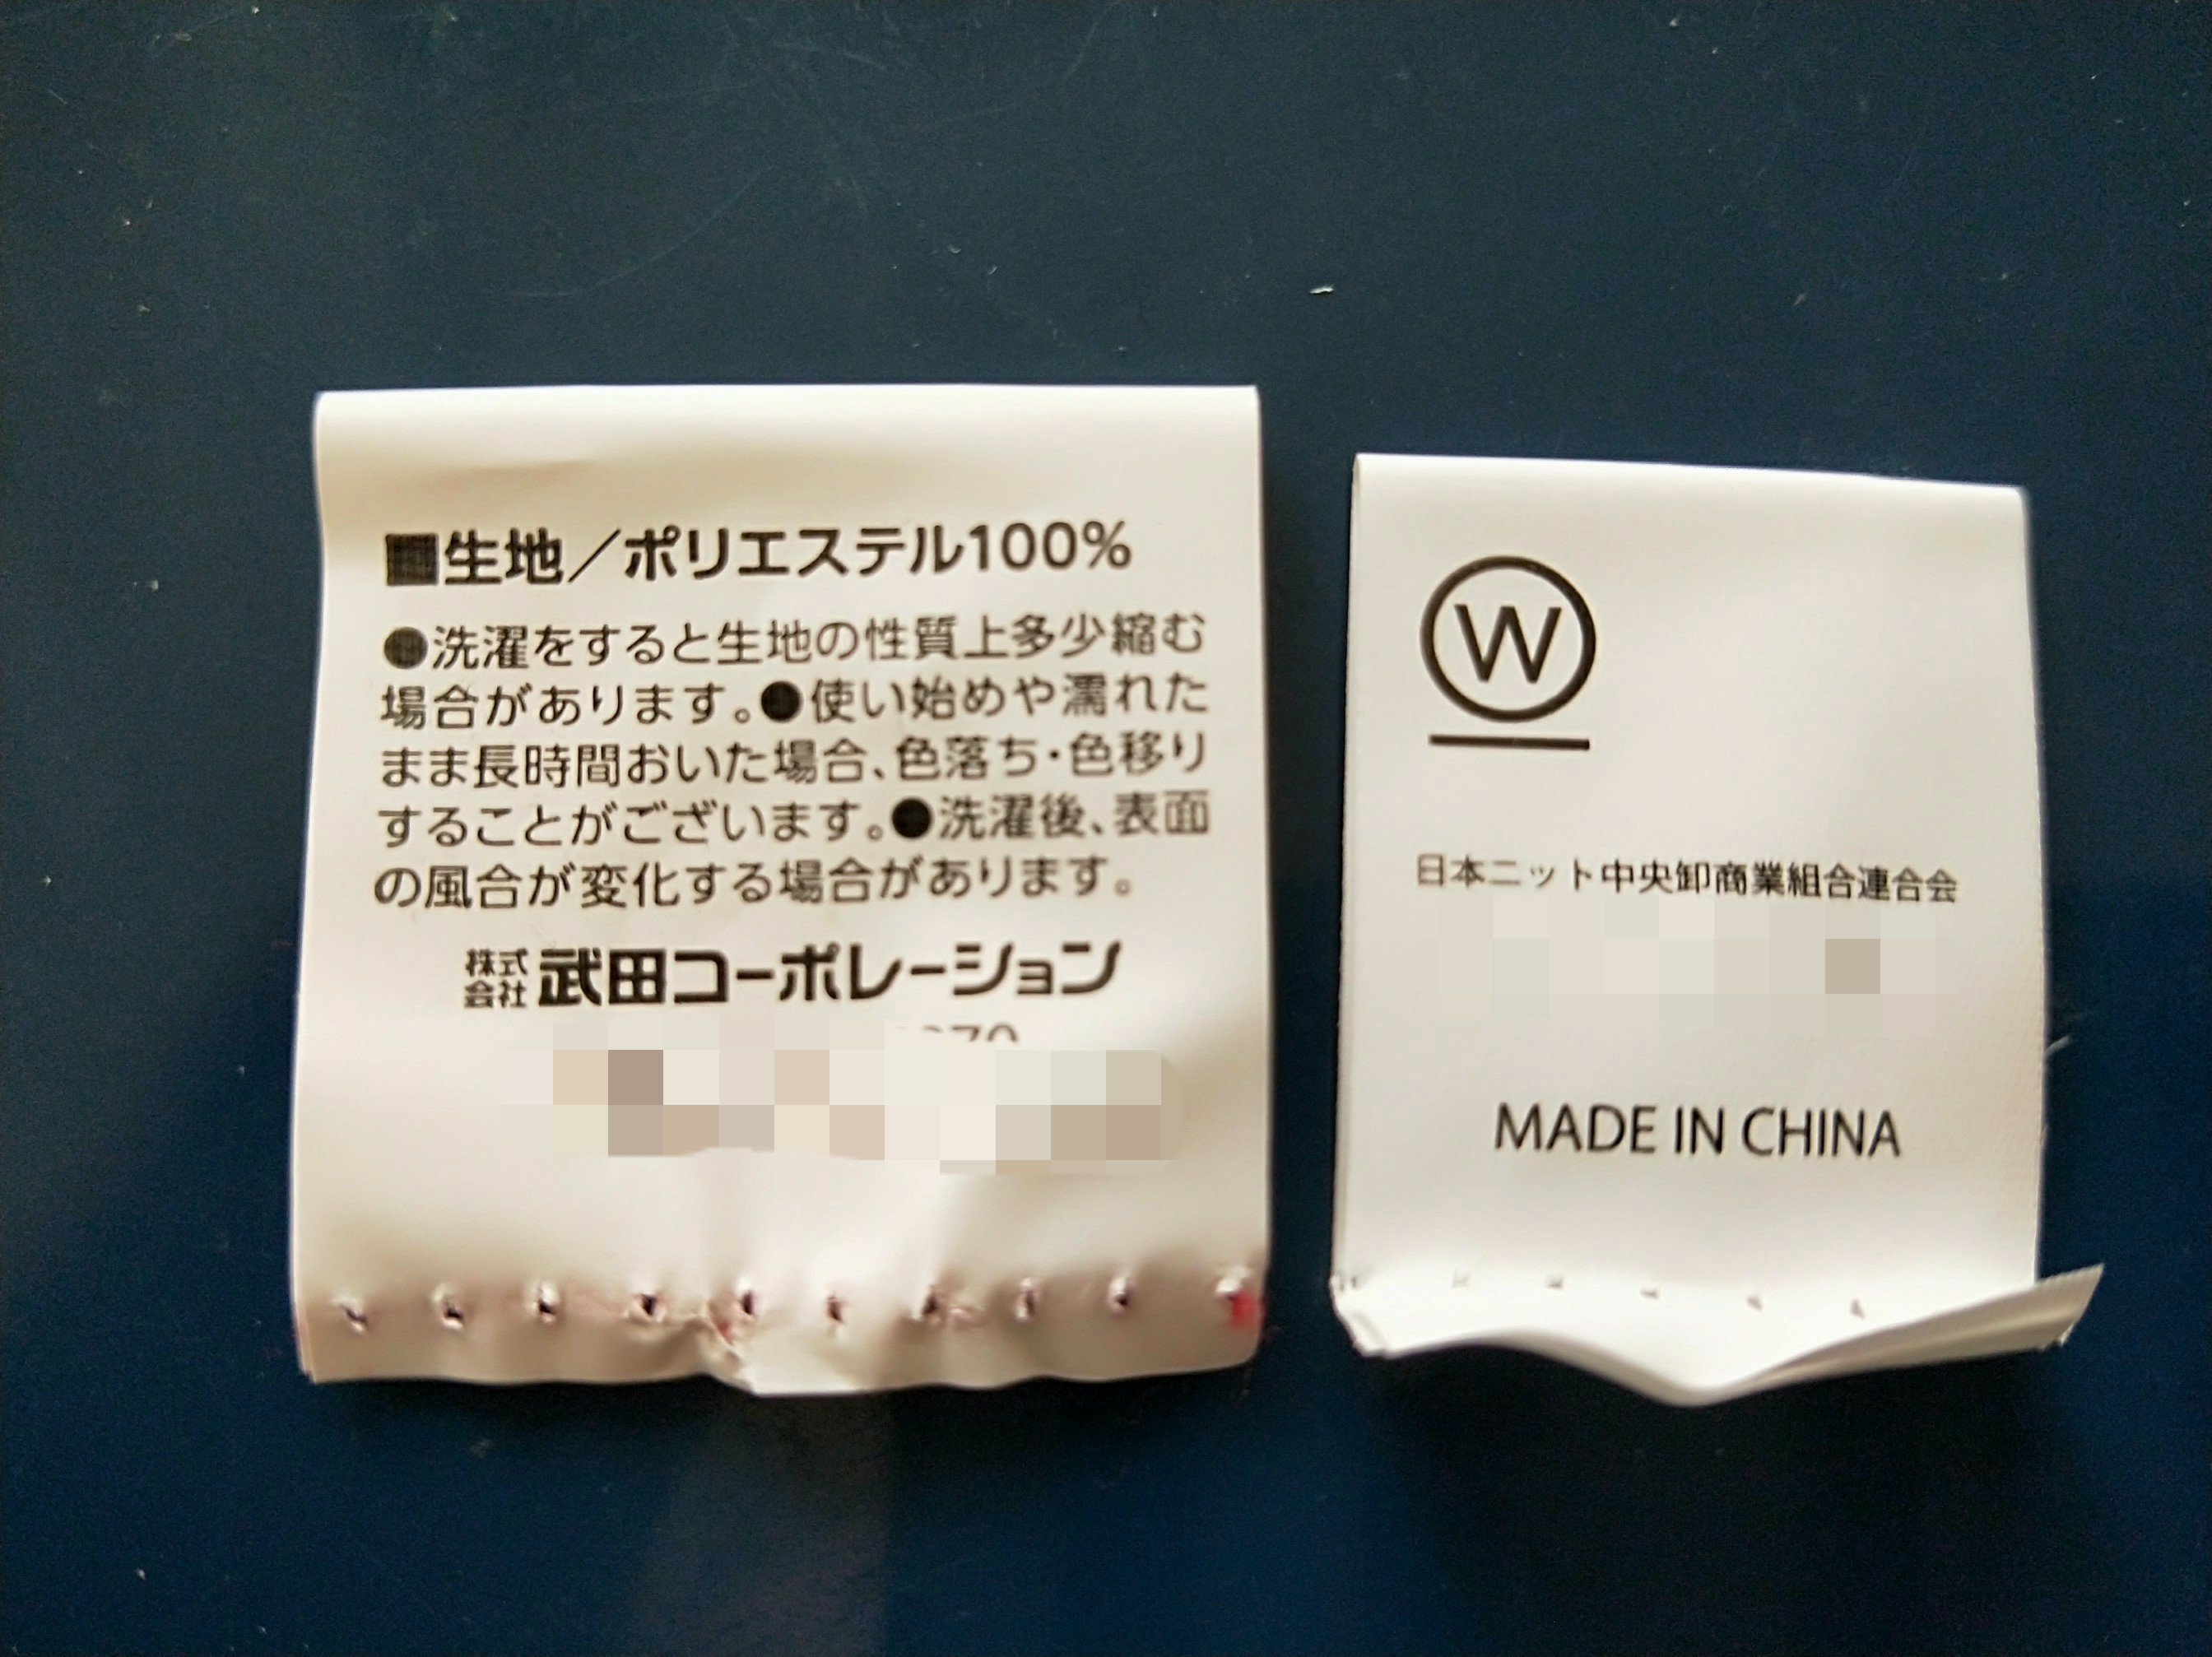 ■生地／ポリエステル100%
●洗濯をすると生地の性質上多少縮む
場合があります。●使い始めや濡れた
まま長時間おいた場合、色落ち・色移り
することがございます。●洗濯後、表面
の風合が変化する場合があります。
株式会社 武田コーポレーション
W
日本ニット中央卸商業組合連合会
MADE IN CHINA